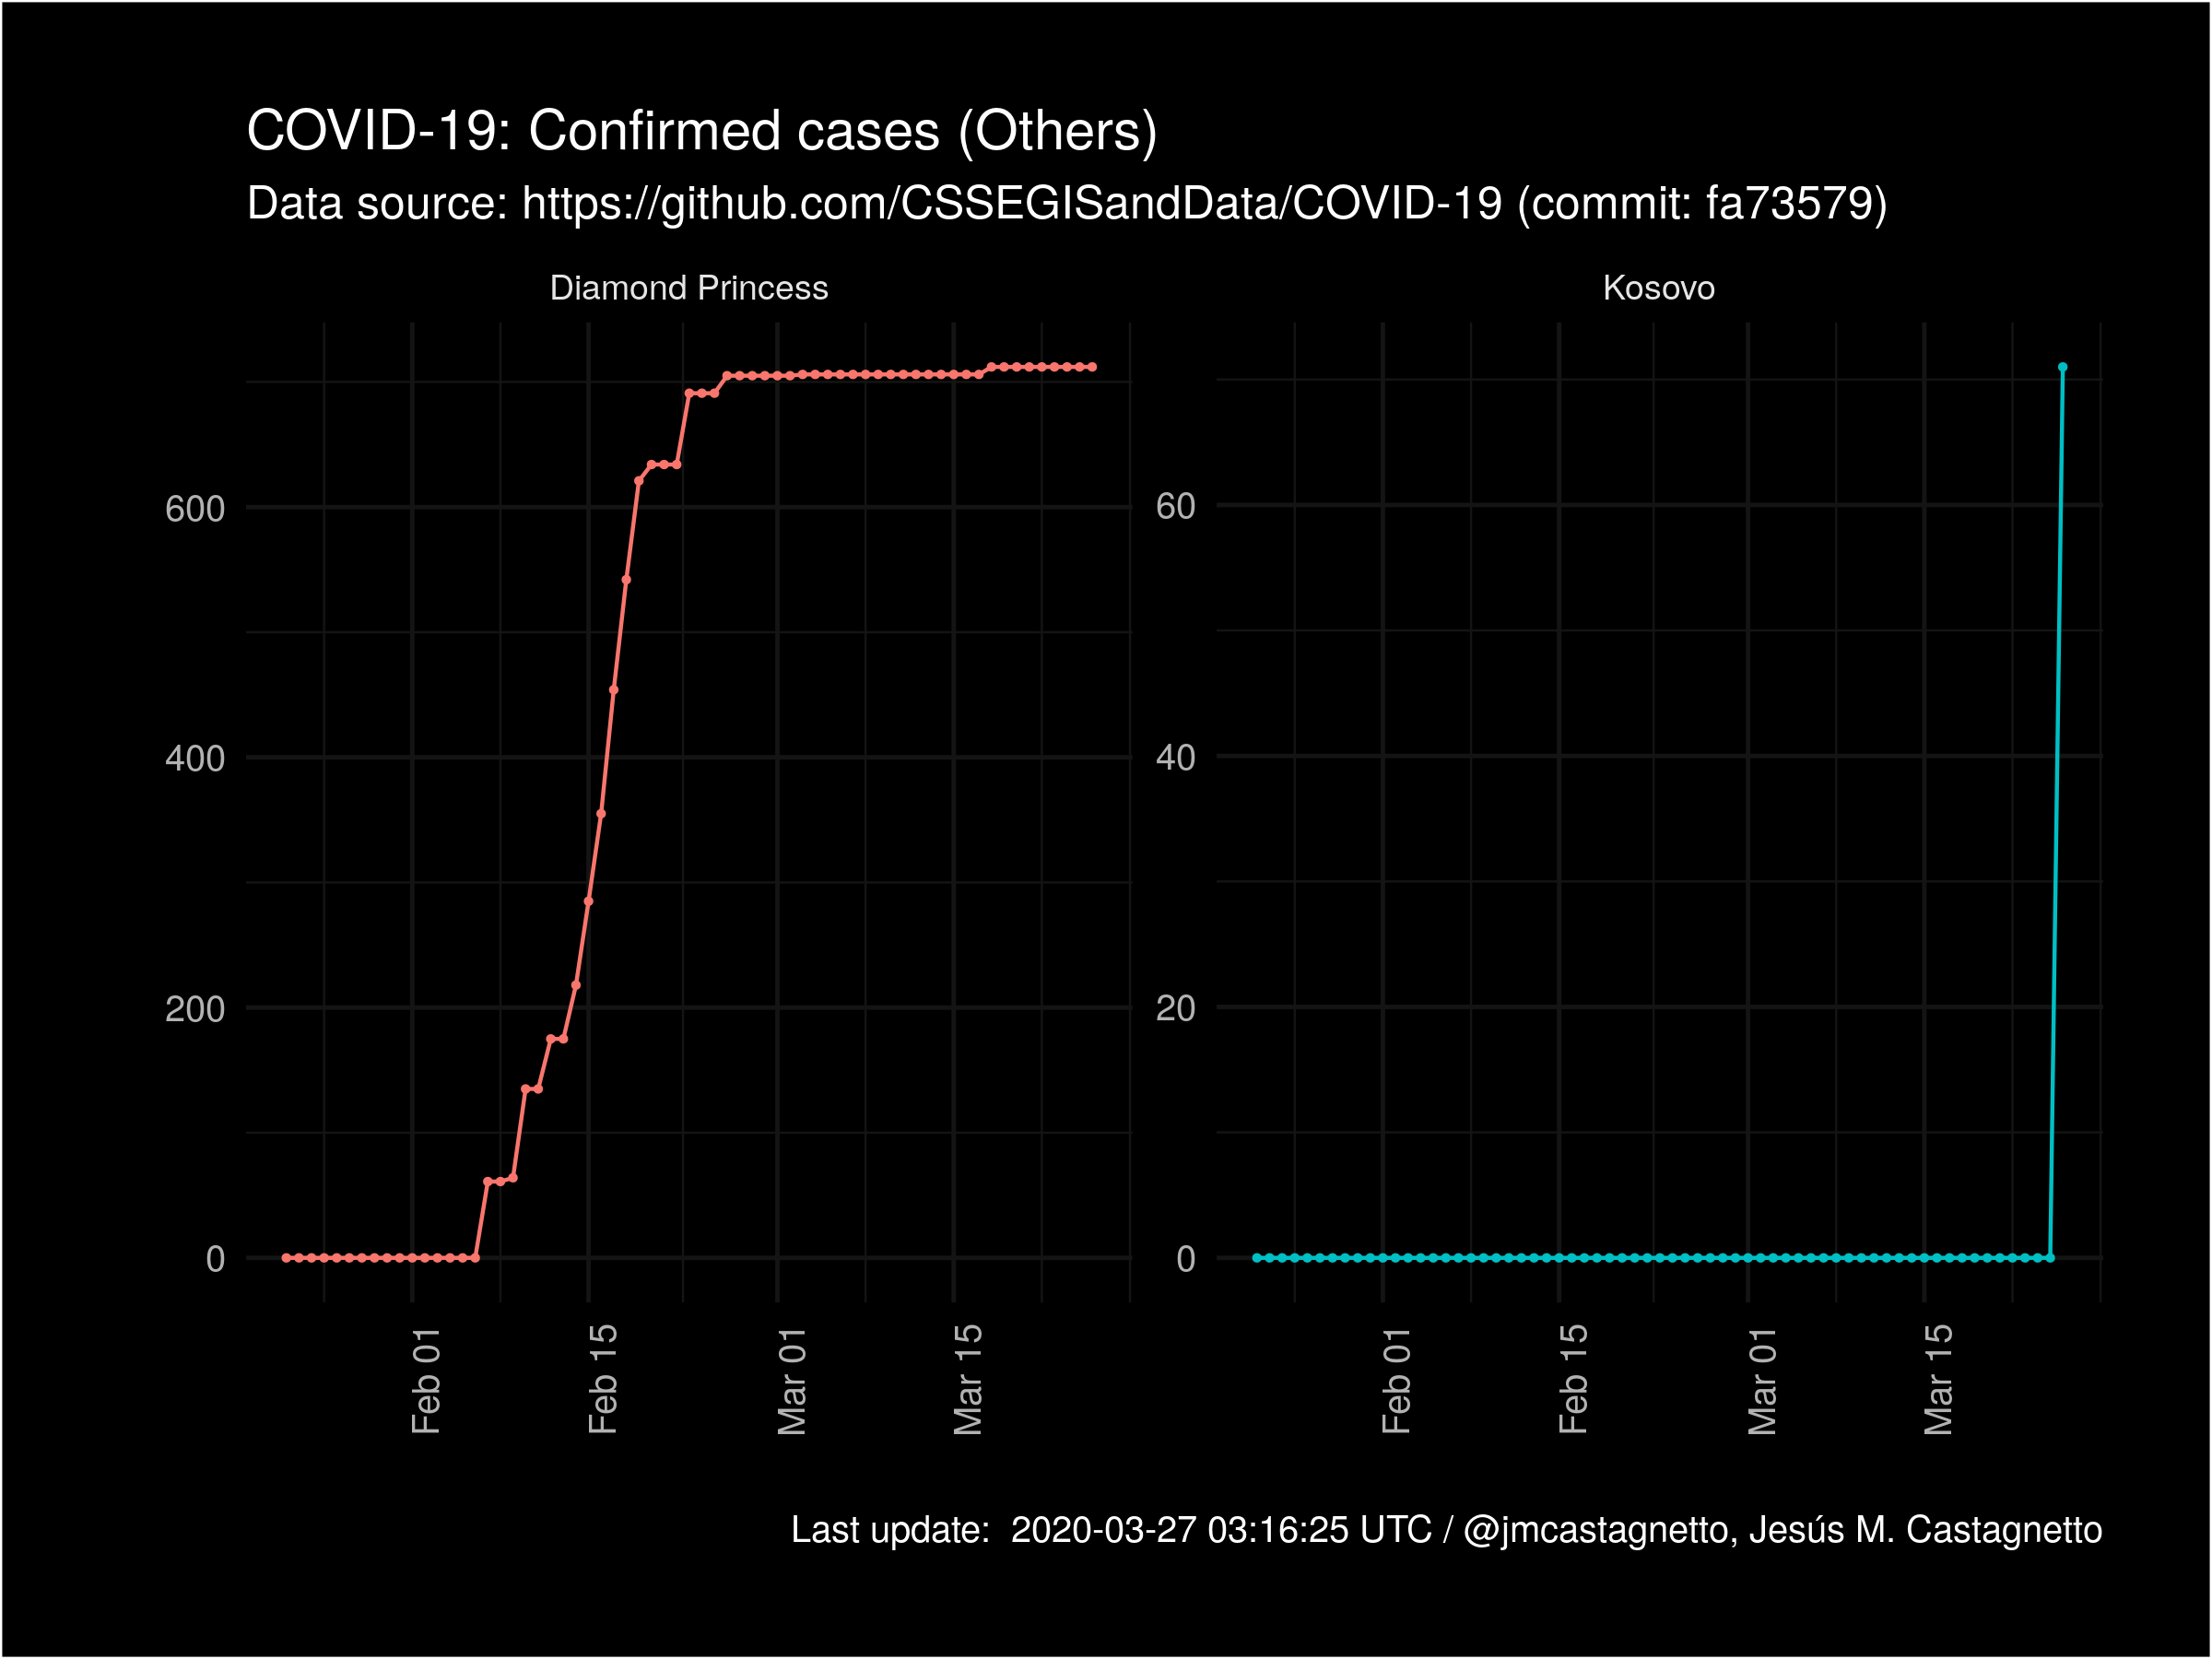 COVID-19: Confirmed cases (Others)
Data source: https://github.com/CSSEGISandData/COVID-19 (commit: fa73579)
Diamond Princess
600
400
200
0
Feb 01
Feb 15
Mar 01
Mar 15
Kosovo
60
40
20
0
Feb 01
Feb 15
Mar 01
Mar 15
Last update:  2020-03-27 03:16:25 UTC / @jmcastagnetto, Jesús M. Castagnetto